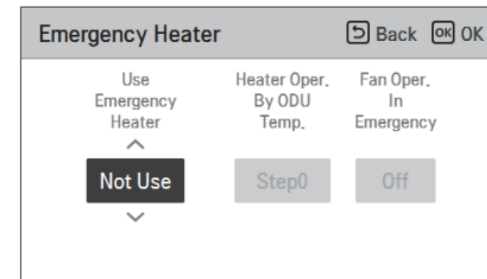 Emergency Heater
Back OK OK
Use
Emergency
Heater
Heater Oper.
By ODU
Temp.
Fan Oper.
In
Emergency
Not Use
Step0
Off